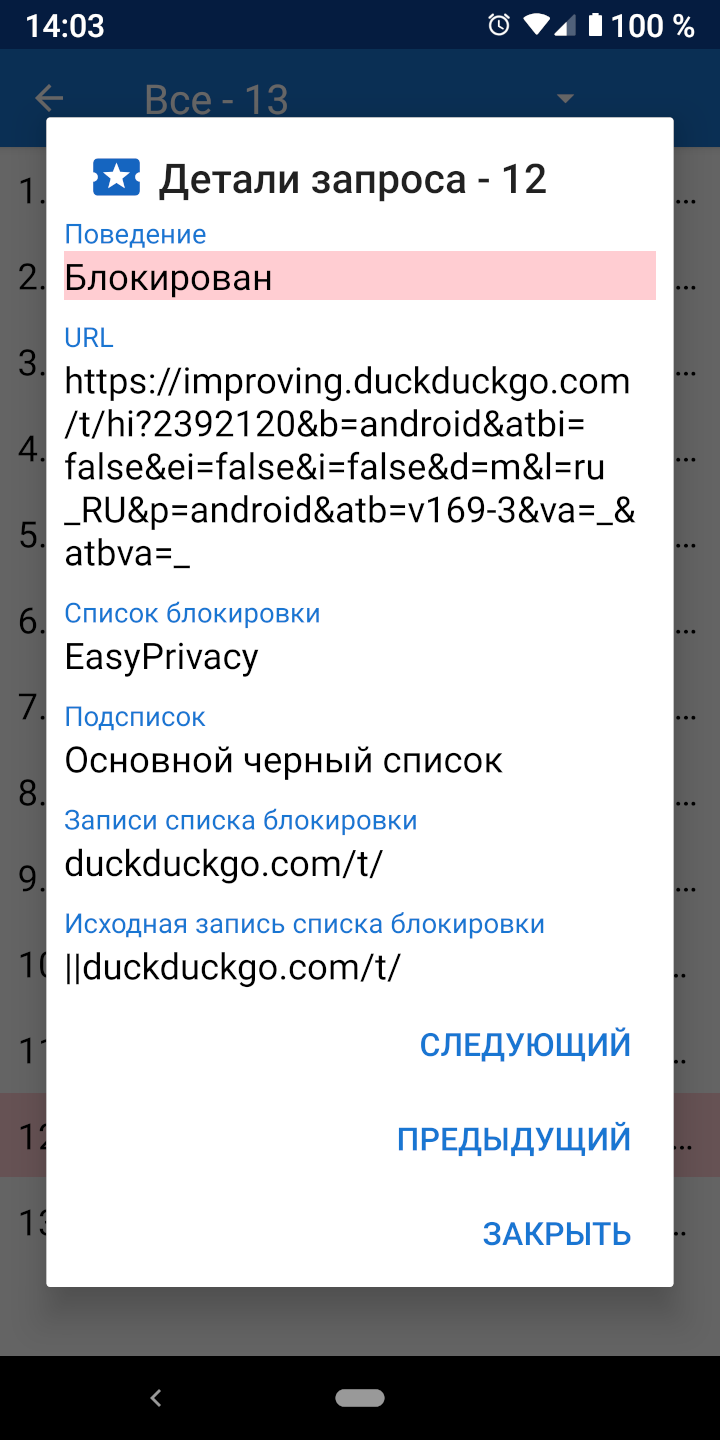 14:03
100 %
Все - 13
Детали запроса - 12
1.
Поведение
2.
Блокирован
URL
3.
https://improving.duckduckgo.com
/t/hi?2392120&b=android&atbi=
4.
false&ei=false&i=false&d=m&l=ru
_RU&p=android&atb=v169-3&va=_&
5.
atbva=_
6.
Список блокировки
EasyPrivacy
7.
Подсписок
Основной черный список
8.
Записи списка блокировки
9.
duckduckgo.com/t/
Исходная запись списка блокировки
10
||duckduckgo.com/t/
11
СЛЕДУЮЩИЙ
12
ПРЕДЫДУЩИЙ
13
ЗАКРЫТЬ